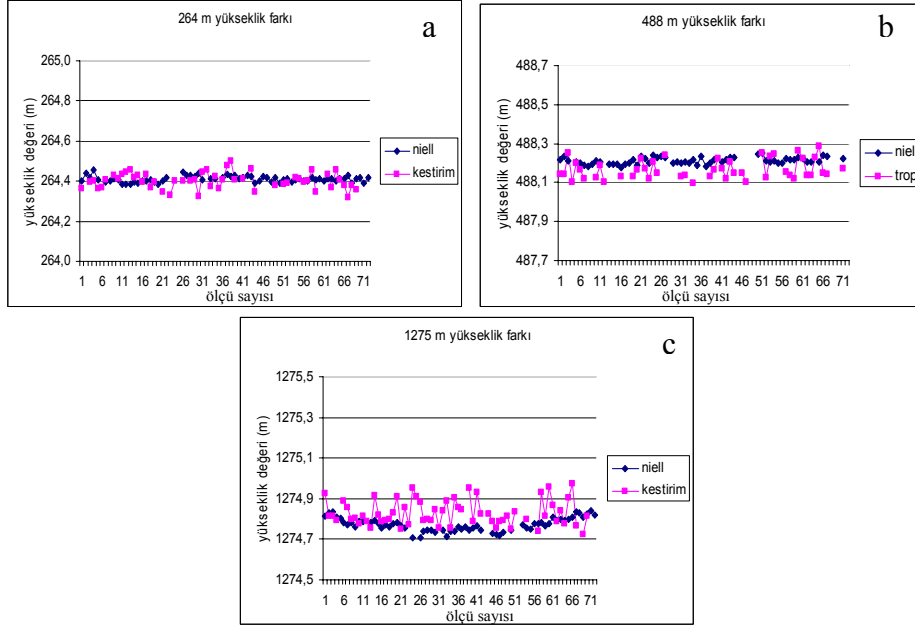 264 m yükseklik farkı
a
yükseklik değeri (m)
265,0
264,8
264,6
264,4
264,2
264,0
1 6 11 16 21 26 31 36 41 46 51 56 61 66 71
ölçü sayısı
niell
kestirim
488 m yükseklik farkı
b
yükseklik değeri (m)
488,7
488,5
488,3
488,1
487,9
487,7
1 6 11 16 21 26 31 36 41 46 51 56 61 66 71
ölçü sayısı
niel
trop
1275 m yükseklik farkı
c
yükseklik değeri (m)
1275,5
1275,3
1275,1
1274,9
1274,7
1274,5
1 6 11 16 21 26 31 36 41 46 51 56 61 66 71
ölçü sayısı
niell
kestirim